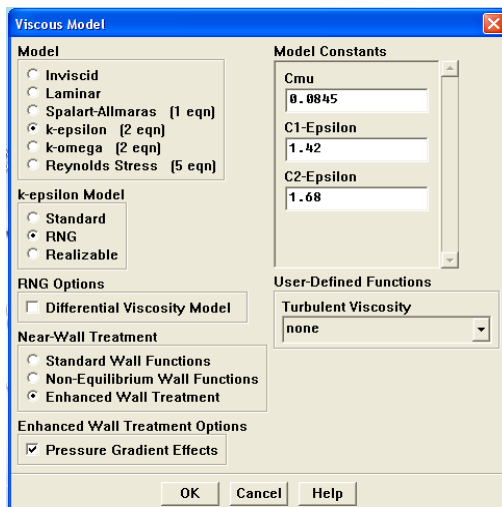 Viscous Model
Model
Inviscid
Laminar
Spalart-Allmaras (1 eqn)
k-epsilon (2 eqn)
k-omega (2 eqn)
Reynolds Stress (5 eqn)
k-epsilon Model
Standard
RNG
Realizable
RNG Options
Differential Viscosity Model
Near-Wall Treatment
Standard Wall Functions
Non-Equilibrium Wall Functions
Enhanced Wall Treatment
Enhanced Wall Treatment Options
Pressure Gradient Effects
Model Constants
Cmu
0.0845
C1-Epsilon
1.42
C2-Epsilon
1.68
User-Defined Functions
Turbulent Viscosity
none
OK
Cancel
Help